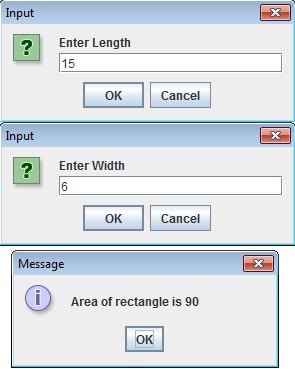 Input
?
Enter Length
15
OK Cancel
Input
?
Enter Width
6
OK Cancel
Message
i
Area of rectangle is 90
OK